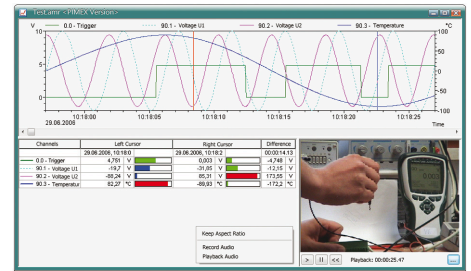 TesLamr <PIMEX Version>
V 0.0 - Trigger 90.1 - Voltage U1 90.2 - Voltage U2 90.3 - Temperature °C
10 100
5 50
0 0
-50
-100
10:18:00 10:18:05 10:18:10 10:18:15 10:18:20 10:18:25
29.06.2006 Time
Channels Left Cursor Right Cursor Difference
29.06.2006, 10:18:0 29.06.2006, 10:18:2 00:00:14.13
0.0 - Trigger 4,751 V 0,003 V -4,748 V
90.1 - Voltage U1 -19,7 V -31,85 V -12,15 V
90.2 - Voltage U2 -88,24 V 85,31 V 173,55 V
90.3 - Temperatur 82,27 °C -89,93 °C -172,2 °C
Keep Aspect Ratio
Record Audio
Playback Audio
> || << Playback: 00:00:25.47 ...